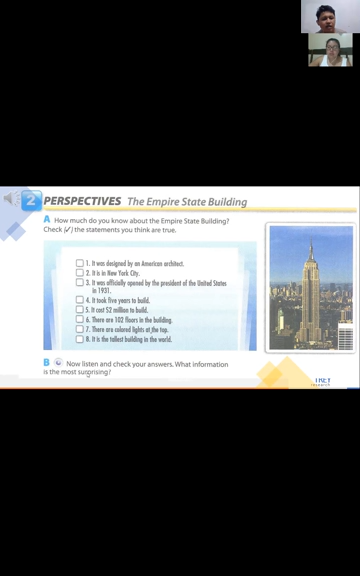 2 PERSPECTIVES The Empire State Building
A How much do you know about the Empire State Building?
Check (✓) the statements you think are true.
1. It was designed by an American architect.
2. It is in New York City.
3. It was officially opened by the president of the United States
in 1931.
4. It took five years to build.
5. It cost $2 million to build.
6. There are 102 floors in the building.
7. There are colored lights at the top.
8. It is the tallest building in the world.
B Now listen and check your answers. What information
is the most surprising?